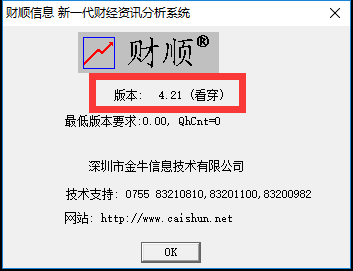 财顺信息 新一代财经资讯分析系统
财顺®
版本: 4.21 (看穿)
最低版本要求:0.00, QhCnt=0
深圳市金牛信息技术有限公司
技术支持: 0755 83210810,83201100,83200982
网站: http://www.caishun.net
OK